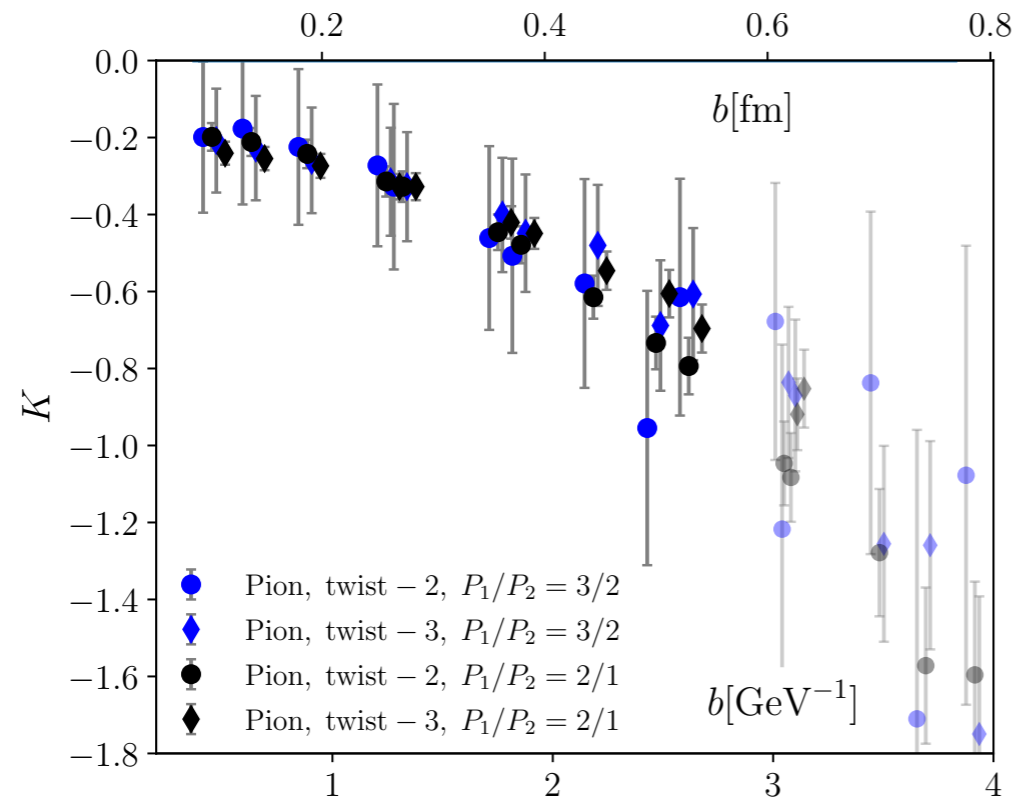 0.2 0.4 0.6 0.8
b[fm]
0.0
−0.2
−0.4
−0.6
−0.8
−1.0
−1.2
−1.4
−1.6
−1.8
K
Pion, twist − 2, P₁/P₂ = 3/2
Pion, twist − 3, P₁/P₂ = 3/2
Pion, twist − 2, P₁/P₂ = 2/1
Pion, twist − 3, P₁/P₂ = 2/1
b[GeV⁻¹]
1 2 3 4